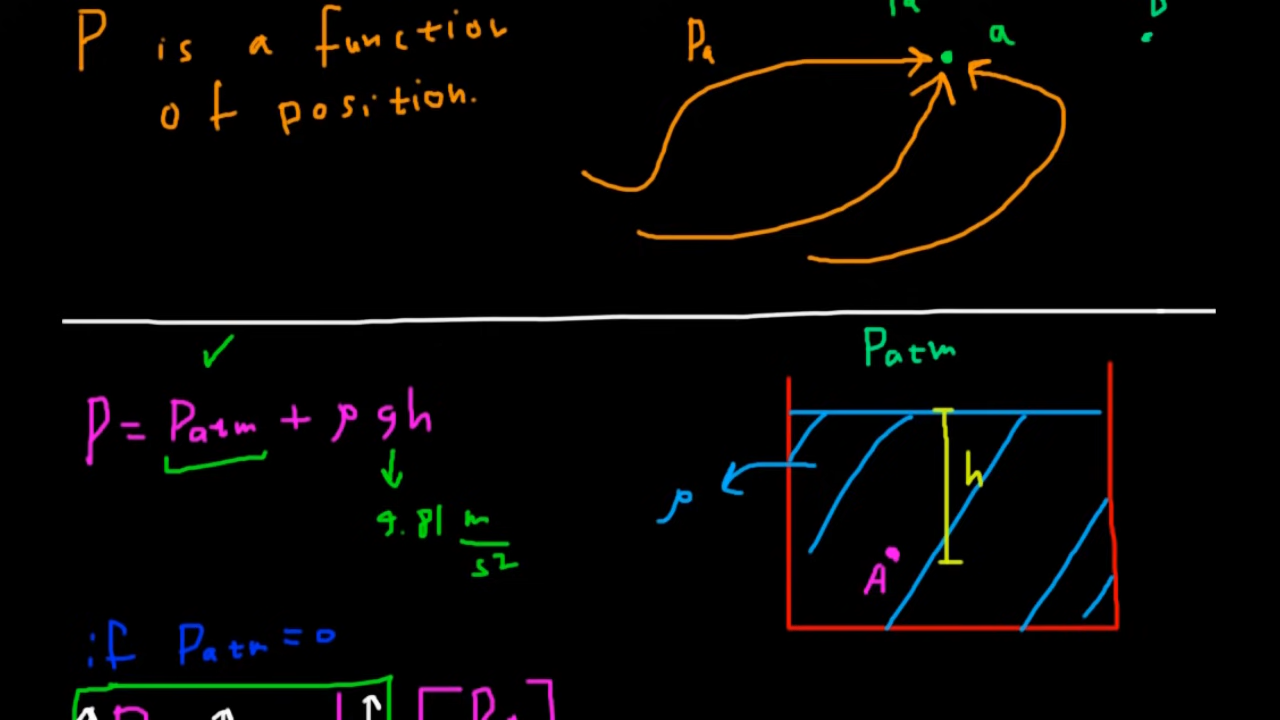 P is a function
of position.
Pa
a
P = Patm + ρgh
9.81 m
s²
if Patm = 0
Patm
h
ρ
A